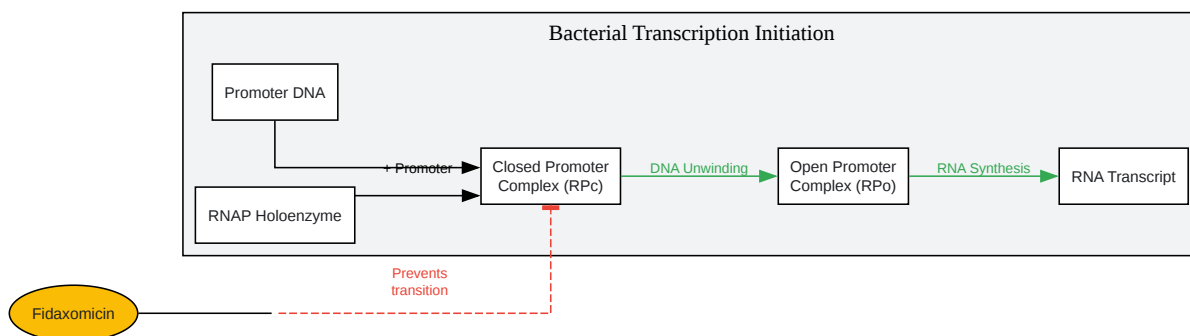 Bacterial Transcription Initiation
Promoter DNA
+ Promoter
RNAP Holoenzyme
Closed Promoter
Complex (RPc)
DNA Unwinding
Open Promoter
Complex (RPo)
RNA Synthesis
RNA Transcript
Prevents
transition
Fidaxomicin